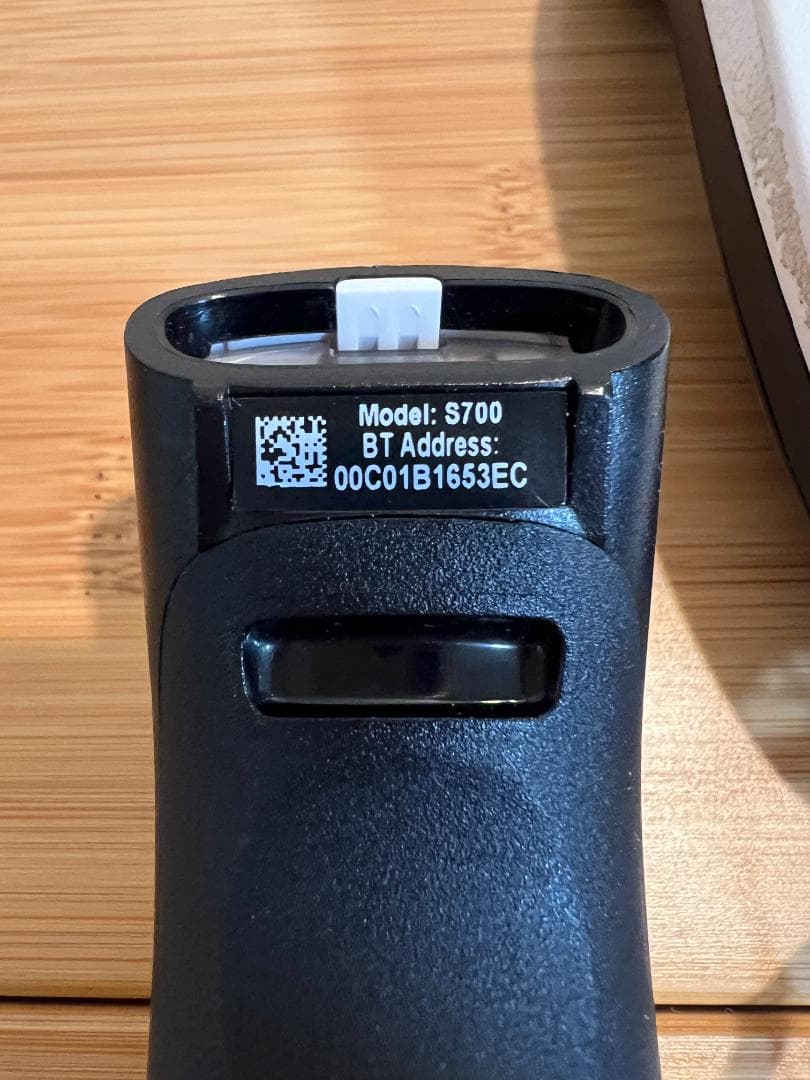 Model: S700
BT Address:
00C01B1653EC